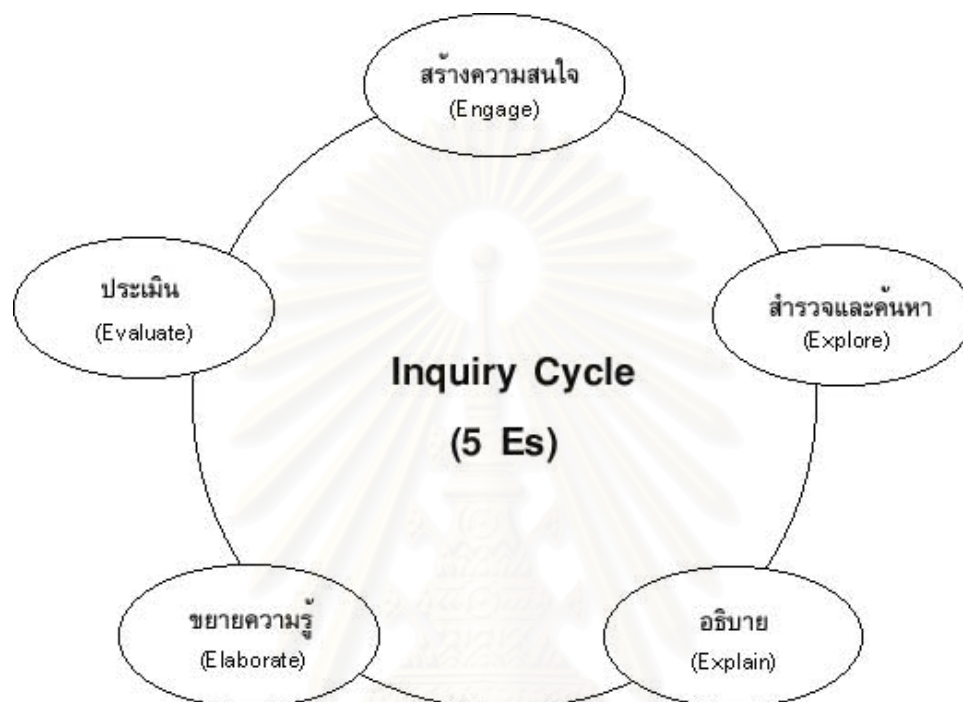 สร้างความสนใจ
(Engage)
สำรวจและค้นหา
(Explore)
อธิบาย
(Explain)
ขยายความรู้
(Elaborate)
ประเมิน
(Evaluate)
Inquiry Cycle
(5 Es)